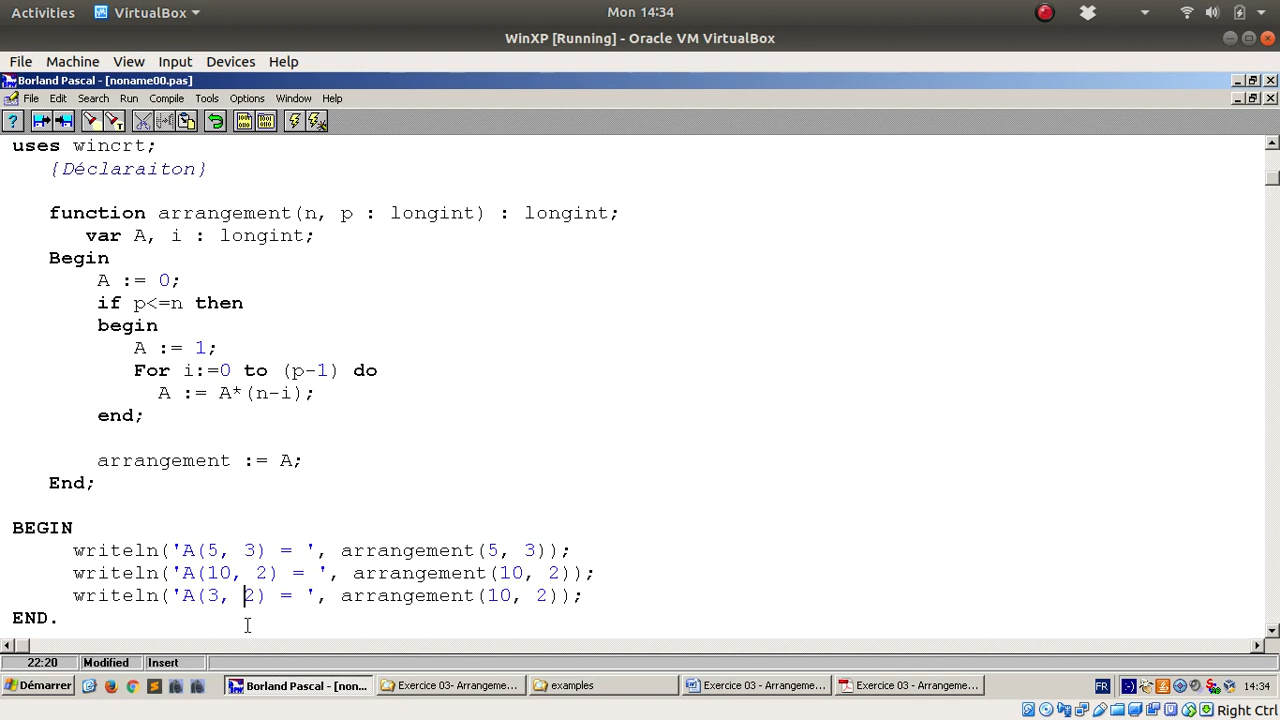 Activities VirtualBox Mon 14:34
WinXP [Running] - Oracle VM VirtualBox
File Machine View Input Devices Help
Borland Pascal - [noname00.pas]
File Edit Search Run Compile Tools Options Window Help
uses wincrt;
{Déclaraiton}
function arrangement(n, p : longint) : longint;
var A, i : longint;
Begin
A := 0;
if p<=n then
begin
A := 1;
For i:=0 to (p-1) do
A := A*(n-i);
end;
arrangement := A;
End;
BEGIN
writeln('A(5, 3) = ', arrangement(5, 3));
writeln('A(10, 2) = ', arrangement(10, 2));
writeln('A(3, 2) = ', arrangement(10, 2));
END.
22:20 Modified Insert
Démarrer Borland Pascal - [non... Exercice 03- Arrangeme... examples Exercice 03 - Arrangeme... Exercice 03 - Arrangeme... FR 14:34
Right Ctrl